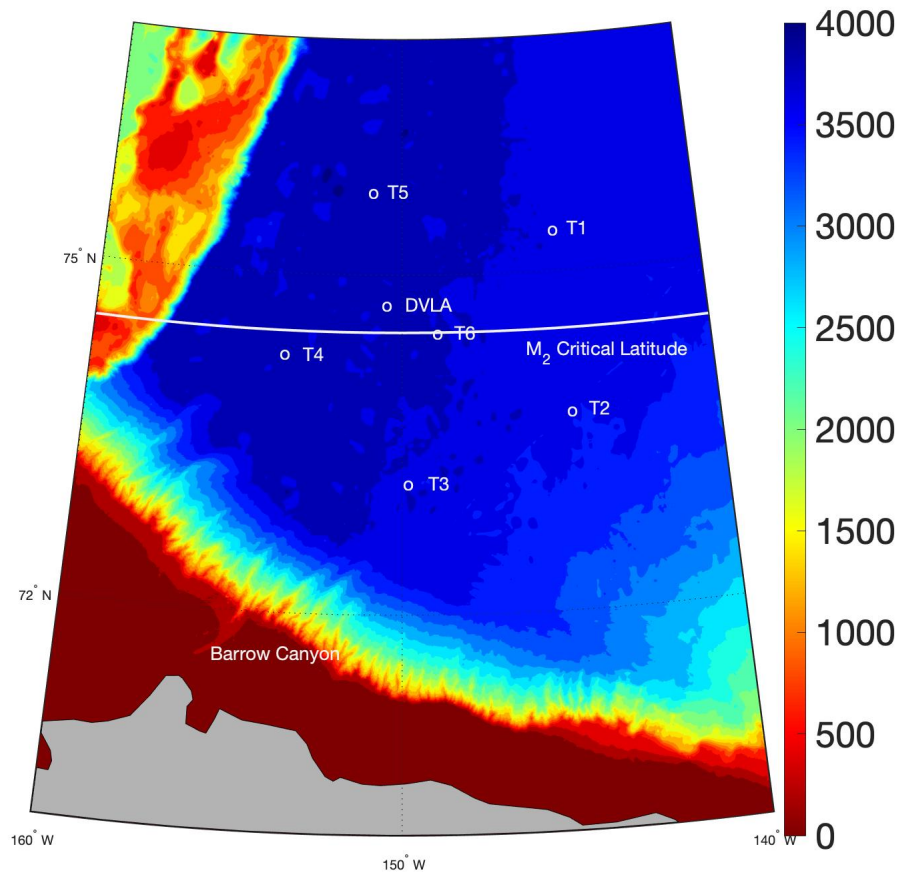 4000
3500
T5
T1
3000
75° N
DVLA
T6
2500
M2 Critical Latitude
T4
T2
2000
T3
1500
72° N
1000
Barrow Canyon
500
0
160° W
140° W
150° W